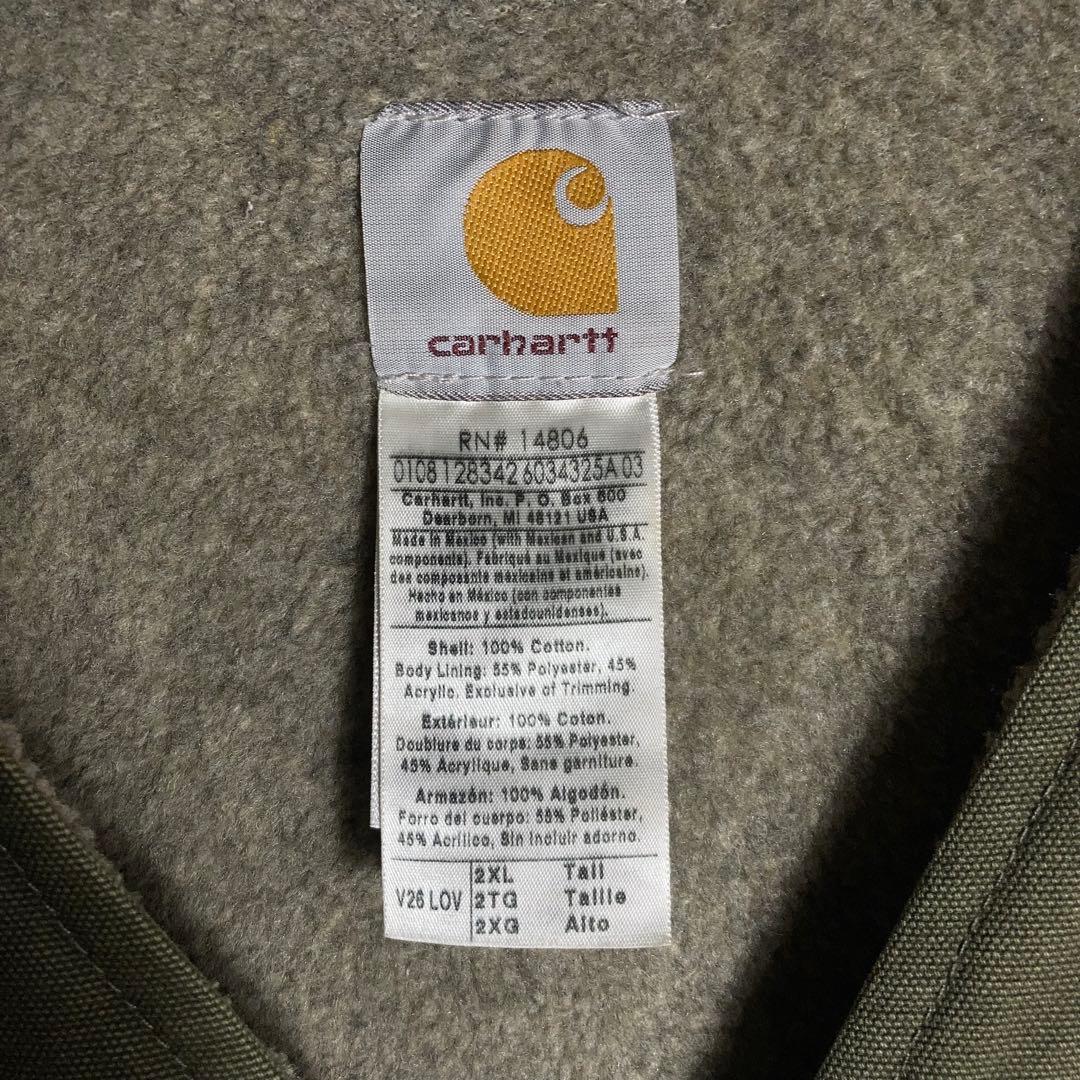 carhartt
RN# 14806
0108128342 6034325A 03
Carhartt, Inc. P. O. Box 600
Dearborn, MI 48121 USA
Made in Mexico (with Mexican and U.S.A.
components). Fabriqué au Mexique (avec
des composants mexicains et américains).
Hecho en México (con componentes
mexicanos y estadounidenses).
Shell: 100% Cotton.
Body Lining: 55% Polyester, 45%
Acrylic. Exclusive of Trimming.
Extérieur: 100% Coton.
Doublure du corps: 55% Polyester,
45% Acrylique, Sans garniture.
Armazón: 100% Algodón.
Forro del cuerpo: 55% Poliéster,
45% Acrílico, Sin incluir adorno.
V26 LOV
2XL Tall
2TG Taille
2XG Alto